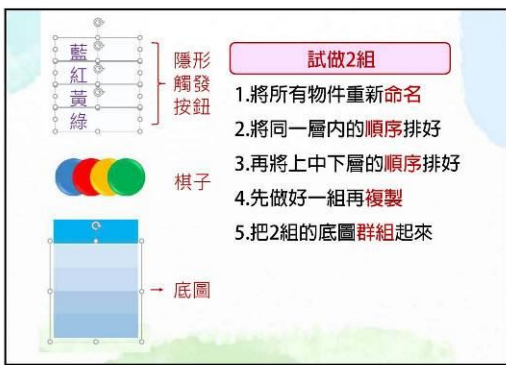 藍
紅
黃
綠
隱形
觸發
按鈕
棋子
底圖
試做2組
1.將所有物件重新命名
2.將同一層內的順序排好
3.再將上中下層的順序排好
4.先做好一組再複製
5.把2組的底圖群組起來